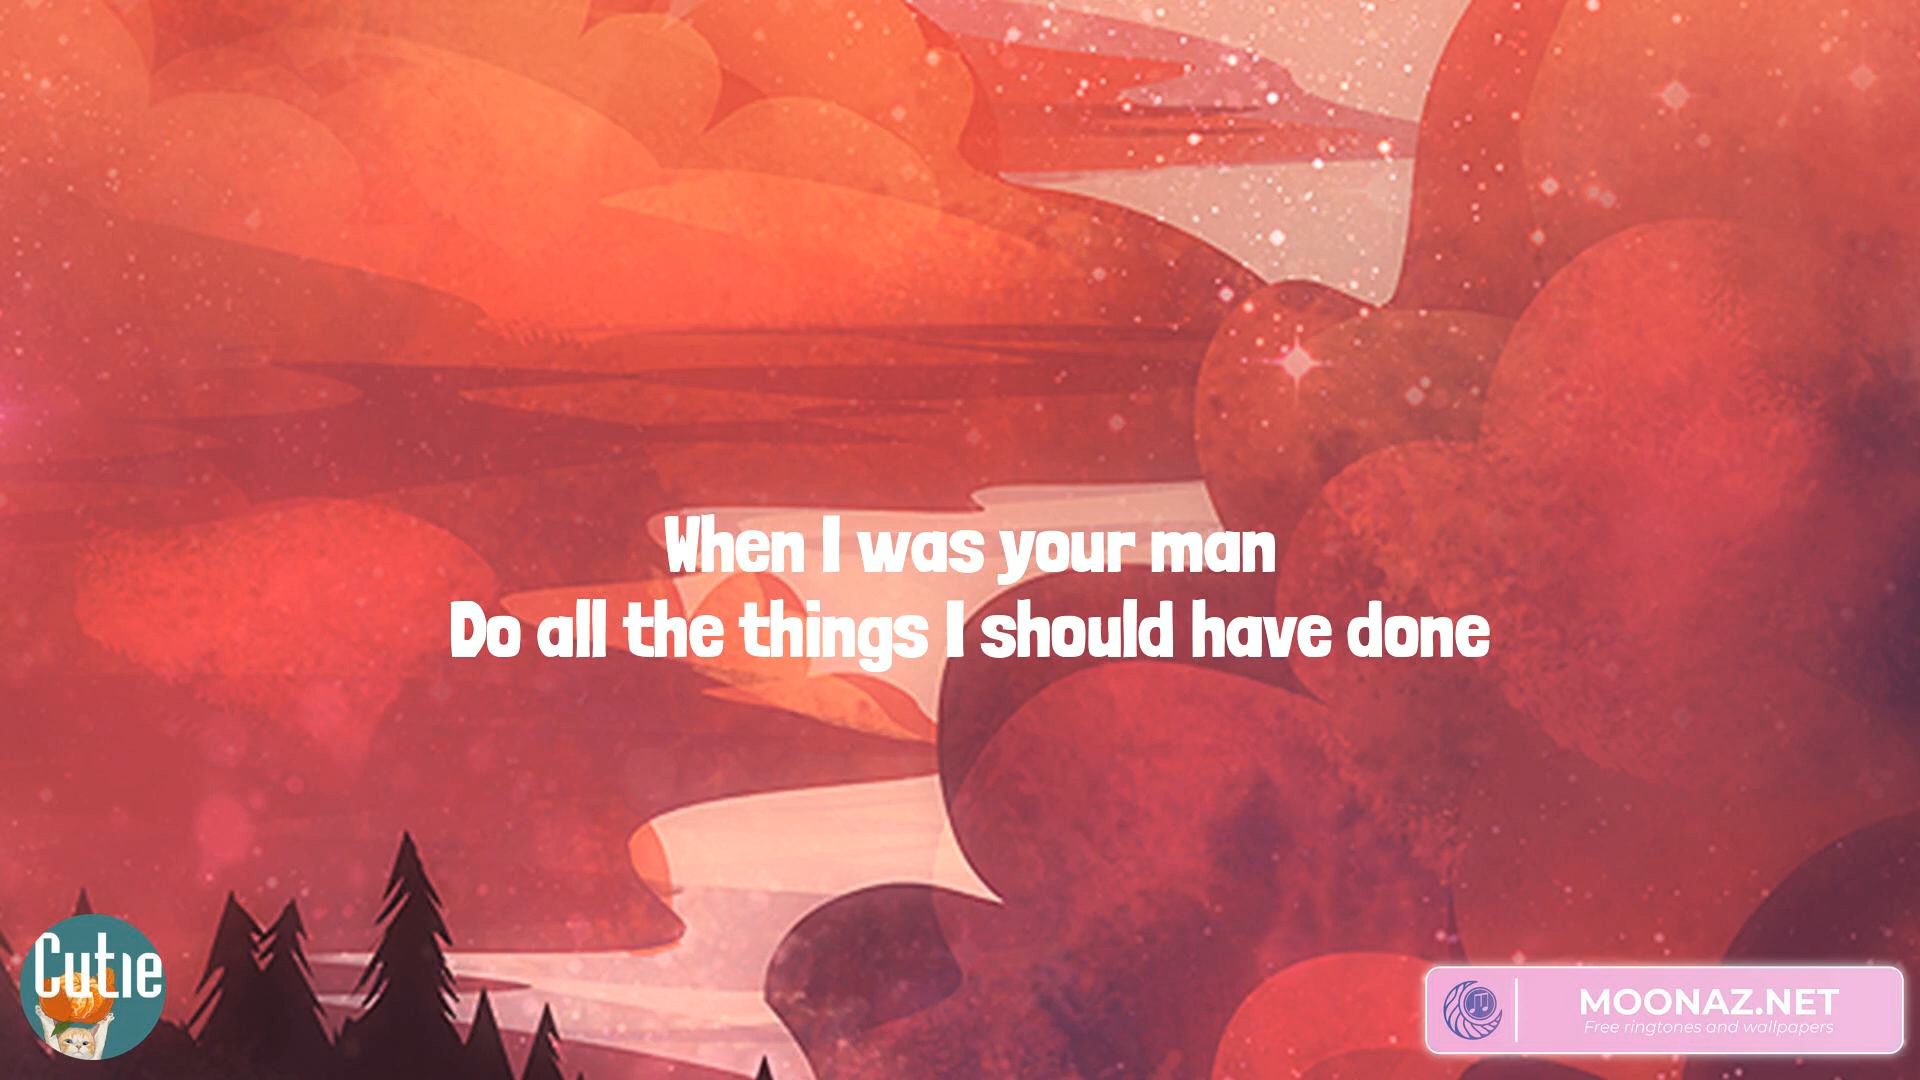 When I was your man
Do all the things I should have done
Cutie
MOONAZ.NET
Free ringtones and wallpapers